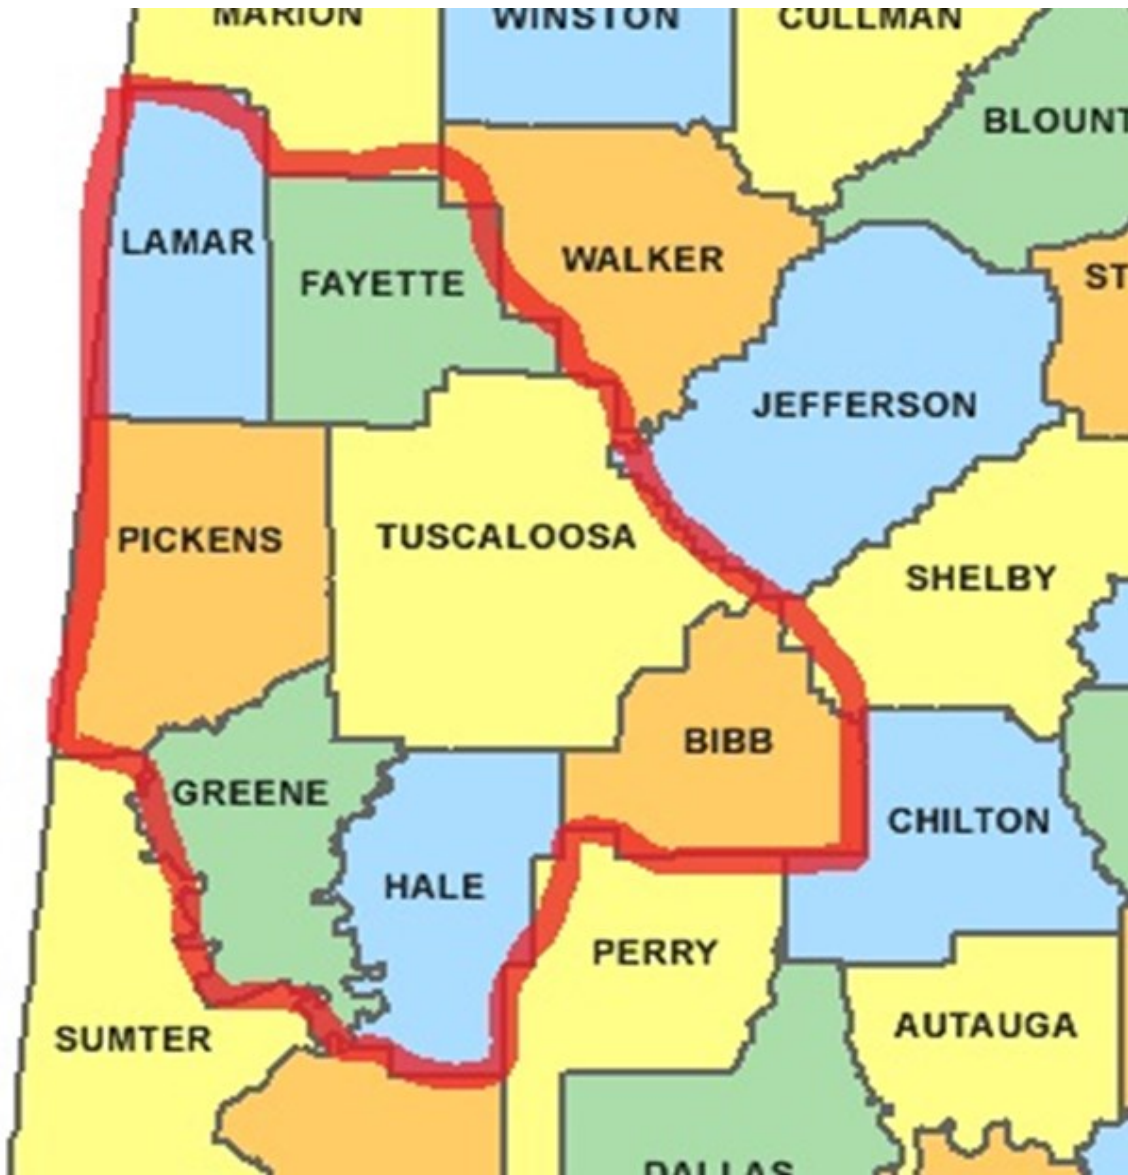 MARION
WINSTON
CULLMAN
BLOUNT
LAMAR
FAYETTE
WALKER
ST
JEFFERSON
PICKENS
TUSCALOOSA
SHELBY
BIBB
GREENE
CHILTON
HALE
PERRY
SUMTER
AUTAUGA
DALLAS